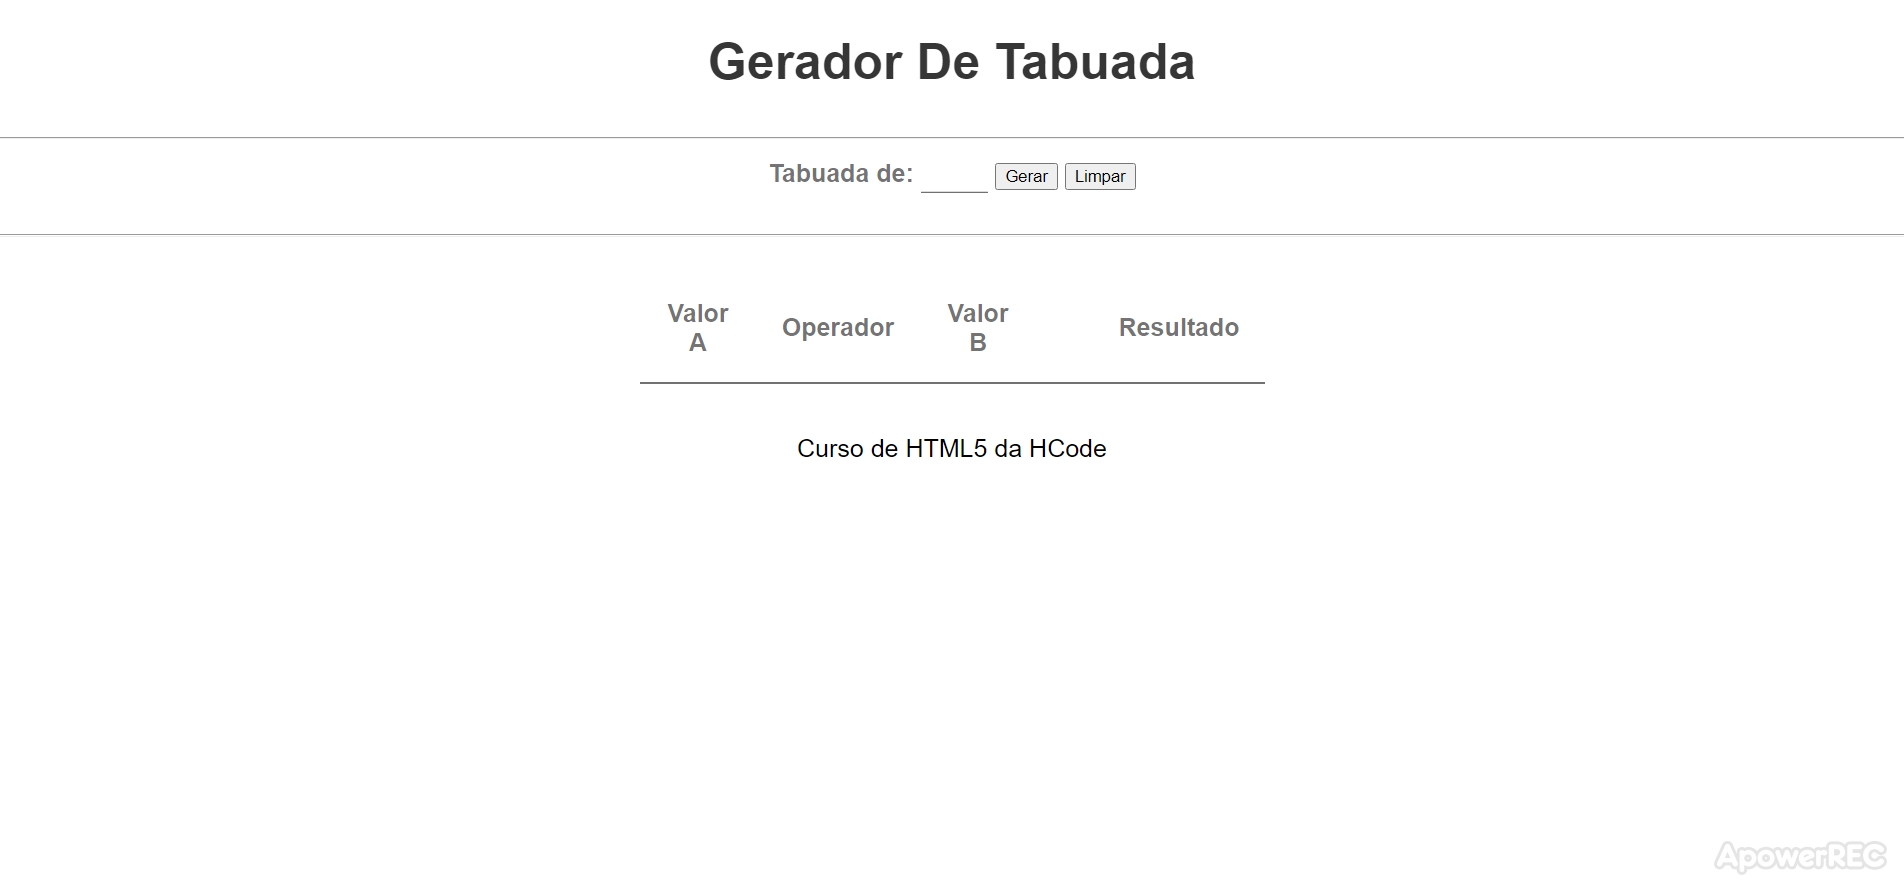 Gerador De Tabuada
Tabuada de: Gerar Limpar
Valor A Operador Valor B Resultado
Curso de HTML5 da HCode
ApowerREC